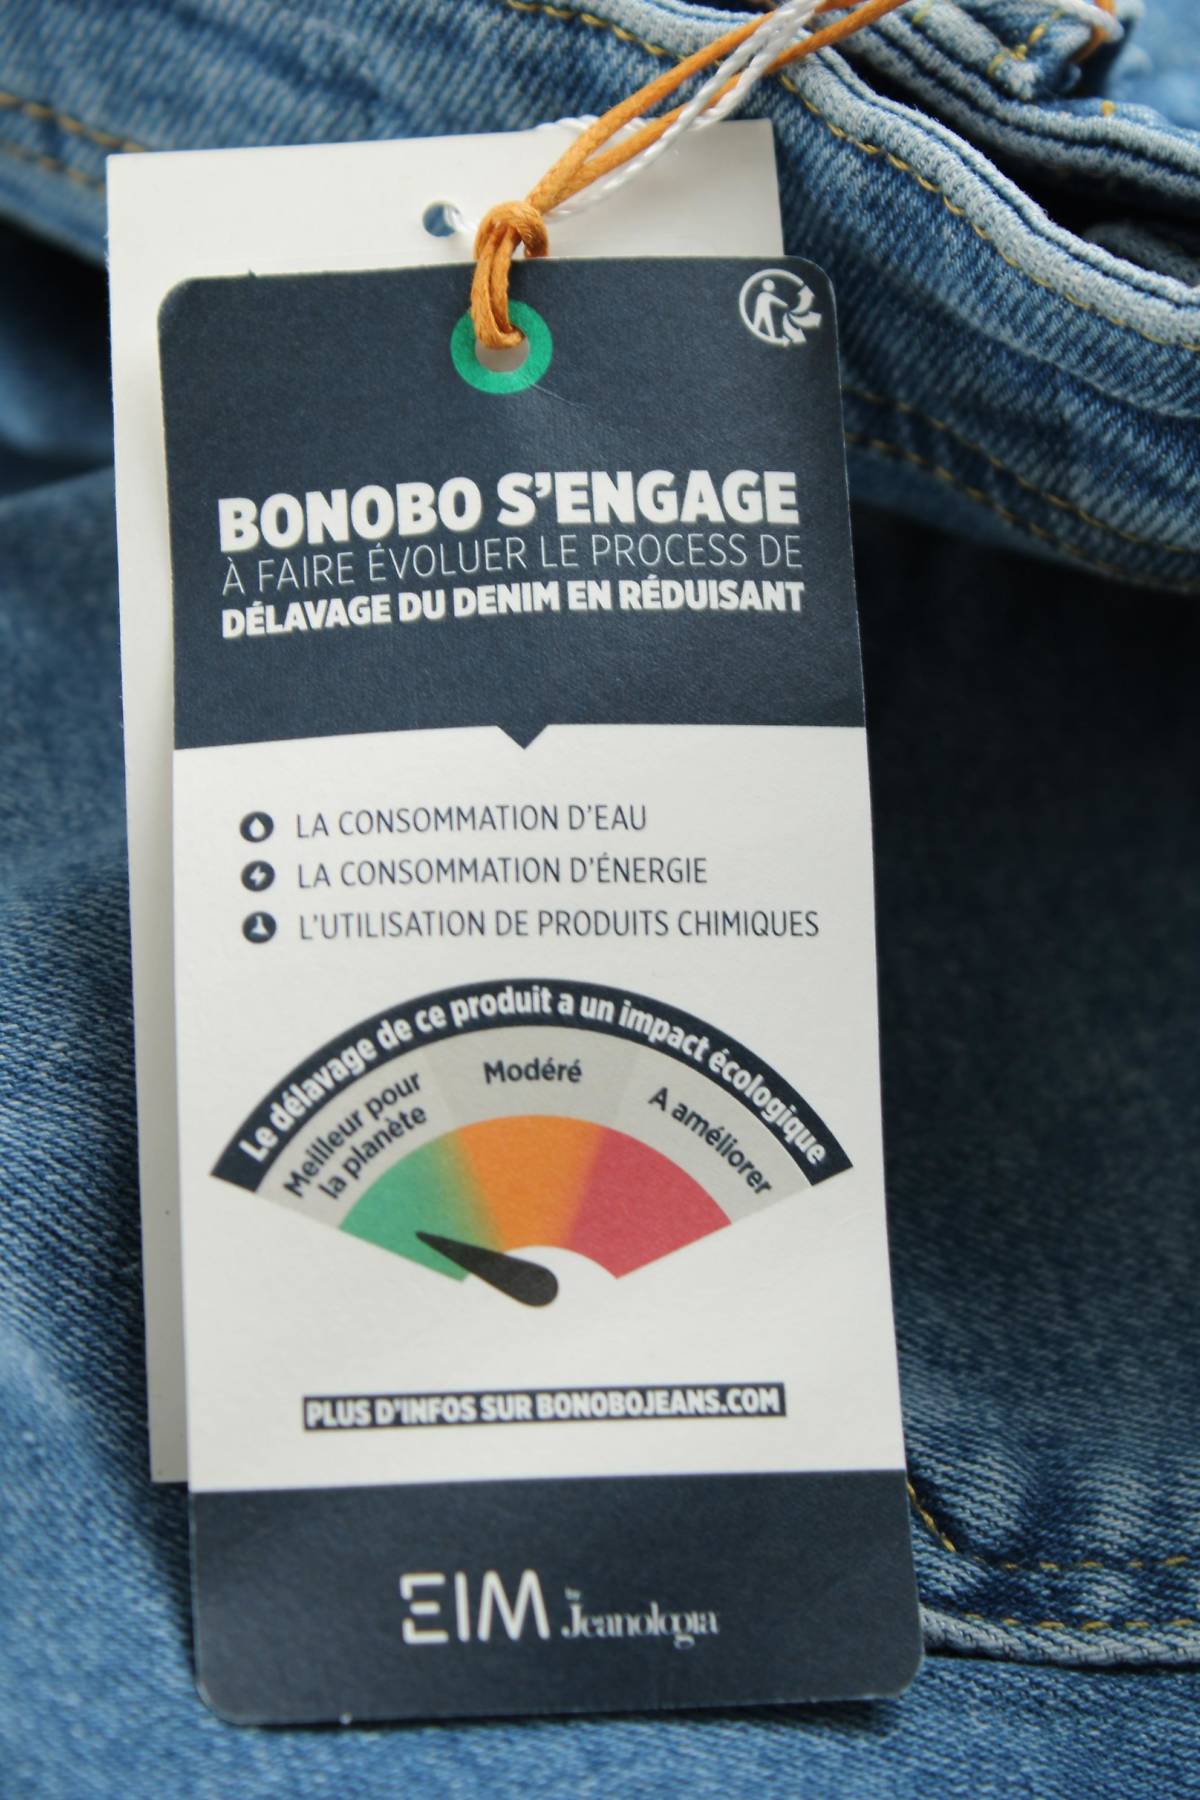 BONOBO S'ENGAGE
À FAIRE ÉVOLUER LE PROCESS DE
DÉLAVAGE DU DENIM EN RÉDUISANT
LA CONSOMMATION D'EAU
LA CONSOMMATION D'ÉNERGIE
L'UTILISATION DE PRODUITS CHIMIQUES
Le délavage de ce produit a un impact écologique
Meilleur pour
la planète
Modéré
A améliorer
PLUS D'INFOS SUR BONOBOJEANS.COM
EIM by Jeanologia